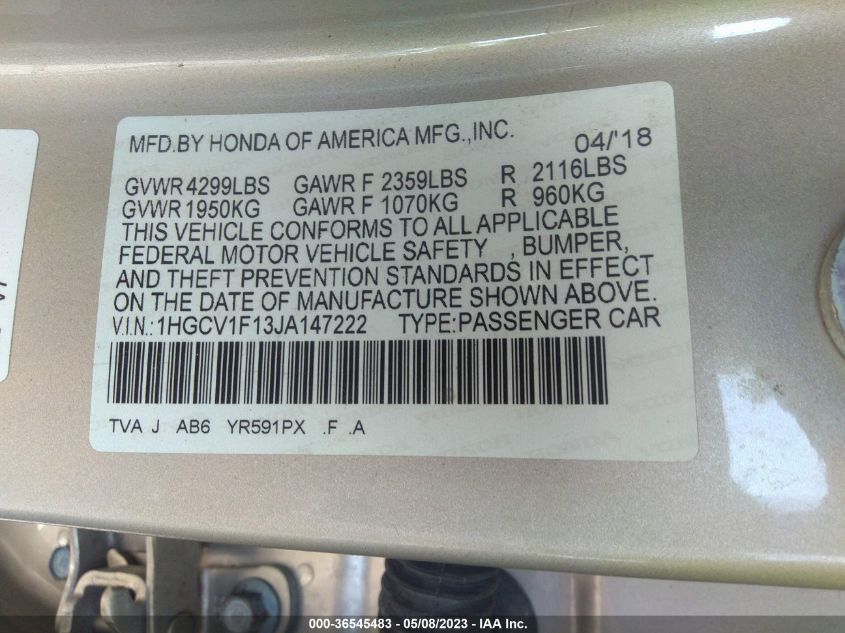 MFD.BY HONDA OF AMERICA MFG.,INC. 04/'18
GVWR 4299LBS GAWR F 2359LBS R 2116LBS
GVWR 1950KG GAWR F 1070KG R 960KG
THIS VEHICLE CONFORMS TO ALL APPLICABLE
FEDERAL MOTOR VEHICLE SAFETY , BUMPER,
AND THEFT PREVENTION STANDARDS IN EFFECT
ON THE DATE OF MANUFACTURE SHOWN ABOVE.
V.I.N.: 1HGCV1F13JA147222 TYPE:PASSENGER CAR
TVA J AB6 YR591PX .F .A
000-36545483 - 05/08/2023 - IAA Inc.